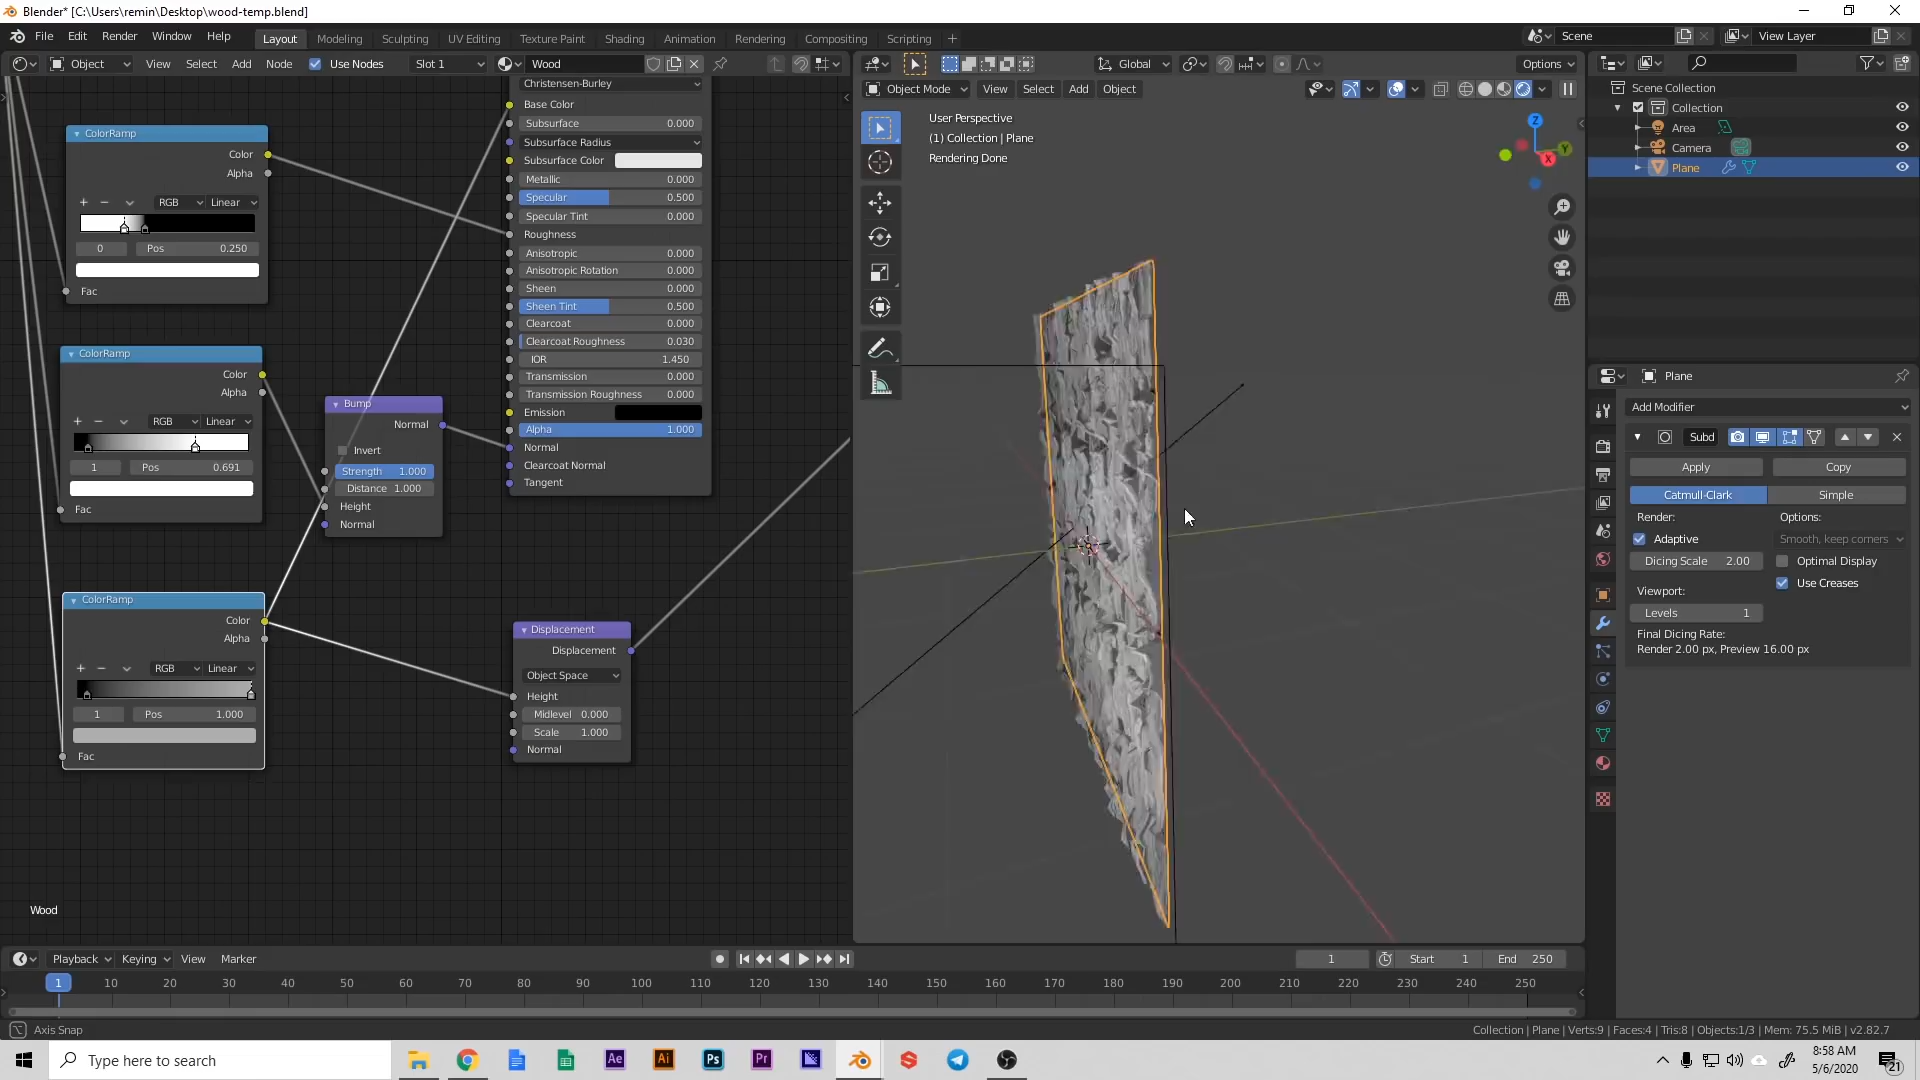 Blender* [C:\Users\remin\Desktop\wood-temp.blend]
File Edit Render Window Help
Layout Modeling Sculpting UV Editing Texture Paint Shading Animation Rendering Compositing Scripting
Scene
View Layer
Object View Select Add Node Use Nodes Slot 1 Wood
Global Options
Object Mode View Select Add Object
User Perspective
(1) Collection | Plane
Rendering Done
Z
Y
X
Scene Collection
Collection
Area
Camera
Plane
ColorRamp
Color
Alpha
RGB Linear
0 Pos 0.250
Fac
ColorRamp
Color
Alpha
RGB Linear
1 Pos 0.691
Fac
ColorRamp
Color
Alpha
RGB Linear
1 Pos 1.000
Fac
Bump
Normal
Invert
Strength 1.000
Distance 1.000
Height
Normal
Christensen-Burley
Base Color
Subsurface 0.000
Subsurface Radius
Subsurface Color
Metallic 0.000
Specular 0.500
Specular Tint 0.000
Roughness
Anisotropic 0.000
Anisotropic Rotation 0.000
Sheen 0.000
Sheen Tint 0.500
Clearcoat 0.000
Clearcoat Roughness 0.030
IOR 1.450
Transmission 0.000
Transmission Roughness 0.000
Emission
Alpha 1.000
Normal
Clearcoat Normal
Tangent
Displacement
Displacement
Object Space
Height
Midlevel 0.000
Scale 1.000
Normal
Wood
Plane
Add Modifier
Subd
Apply Copy
Catmull-Clark Simple
Render: Options:
Adaptive Smooth, keep corners
Dicing Scale 2.00 Optimal Display
Viewport: Use Creases
Levels 1
Final Dicing Rate:
Render 2.00 px, Preview 16.00 px
Playback Keying View Marker
1 Start 1 End 250
1 10 20 30 40 50 60 70 80 90 100 110 120 130 140 150 160 170 180 190 200 210 220 230 240 250
Axis Snap
Collection | Plane | Verts:9 | Faces:4 | Tris:8 | Objects:1/3 | Mem: 75.5 MiB | v2.82.7
Type here to search
Ae
Ai
Ps
Pr
8:58 AM
5/6/2020
21